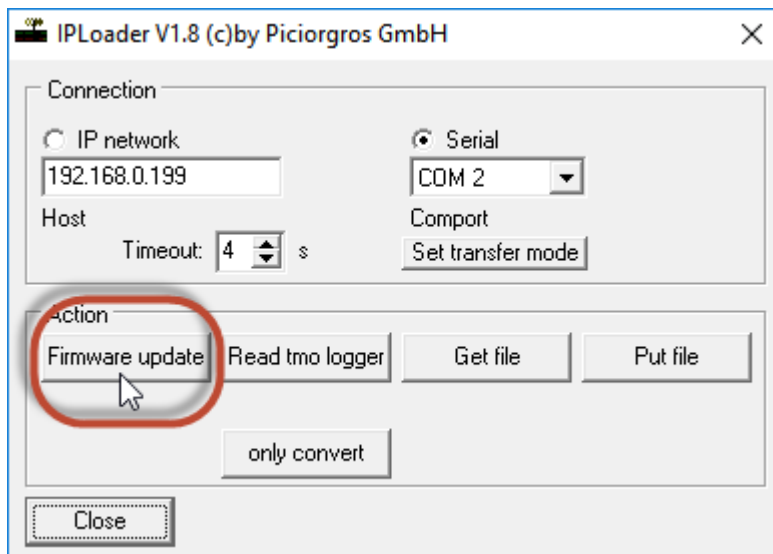 IPLoader V1.8 (c)by Piciorgros GmbH
Connection
IP network
Serial
192.168.0.199
COM 2
Host
Comport
Timeout: 4 s
Set transfer mode
Action
Firmware update
Read tmo logger
Get file
Put file
only convert
Close